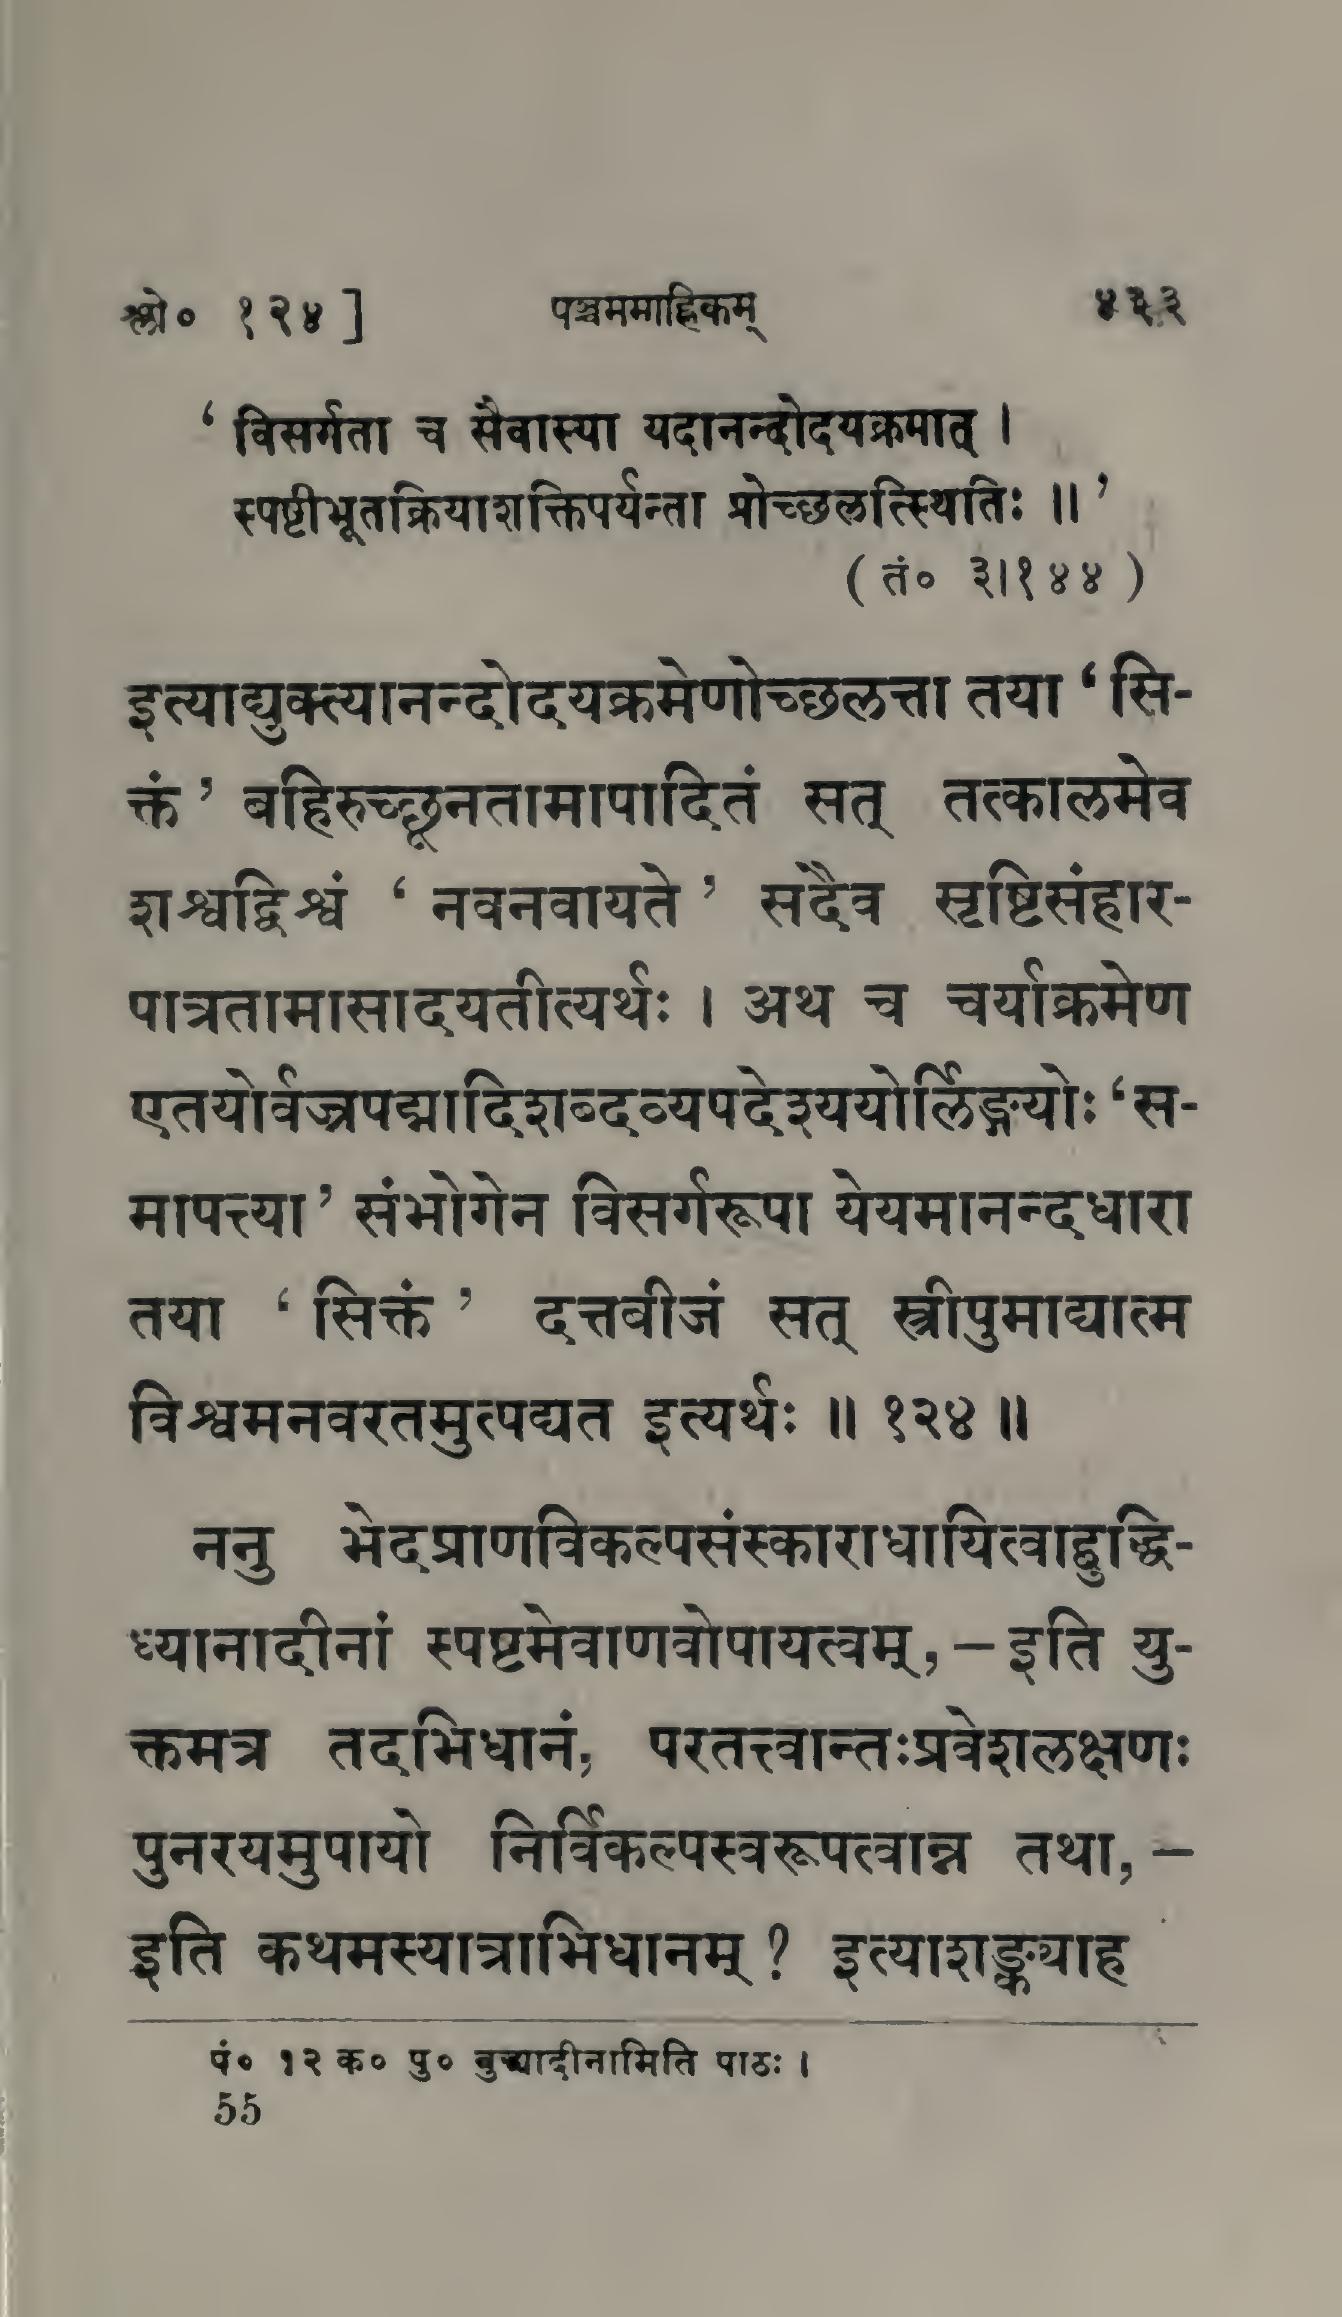 श्लो० १२४ ] पञ्चममाह्निकम् ४३३
‘ विसर्गता च सैवास्या यदानन्दोदयक्रमात् ।
स्पष्टीभूतक्रियाशक्तिपर्यन्ता प्रोच्छलत्स्थितिः ॥ ’
( तं० ३।१४४ )
इत्याद्युक्त्यानन्दोदयक्रमेणोच्छलत्ता तया ‘ सि-
क्तं ’ बहिरुच्छूनतामापादितं सत् तत्कालमेव
शश्वद्विश्वं ‘ नवनवायते ’ सदैव सृष्टिसंहार-
पात्रतामासादयतीत्यर्थः । अथ च चर्याक्रमेण
एतयोर्वज्रपद्मादिशब्दव्यपदेश्ययोर्लिङ्गयोः ‘ स-
मापत्त्या ’ संभोगेन विसर्गरूपा येयमानन्दधारा
तया ‘ सिक्तं ’ दत्तबीजं सत् स्त्रीपुमाद्यात्म
विश्वमनवरतमुत्पद्यत इत्यर्थः ॥ १२४ ॥
ननु भेदप्राणविकल्पसंस्काराधायित्वाद्बुद्धि-
ध्यानादीनां स्पष्टमेवाणवोपायत्वम्, – इति यु-
क्तमत्र तदभिधानं, परतत्त्वान्तःप्रवेशलक्षणः
पुनरयमुपायो निर्विकल्पस्वरूपत्वान्न तथा, –
इति कथमस्यात्राभिधानम् ? इत्याशङ्क्याह
पं० १२ क० पु० बुद्ध्यादीनामिति पाठः ।
55